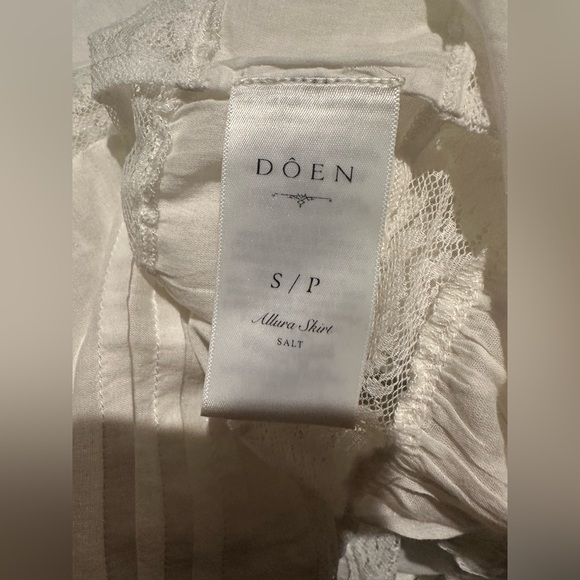 DÔEN
S / P
Allura Skirt
SALT